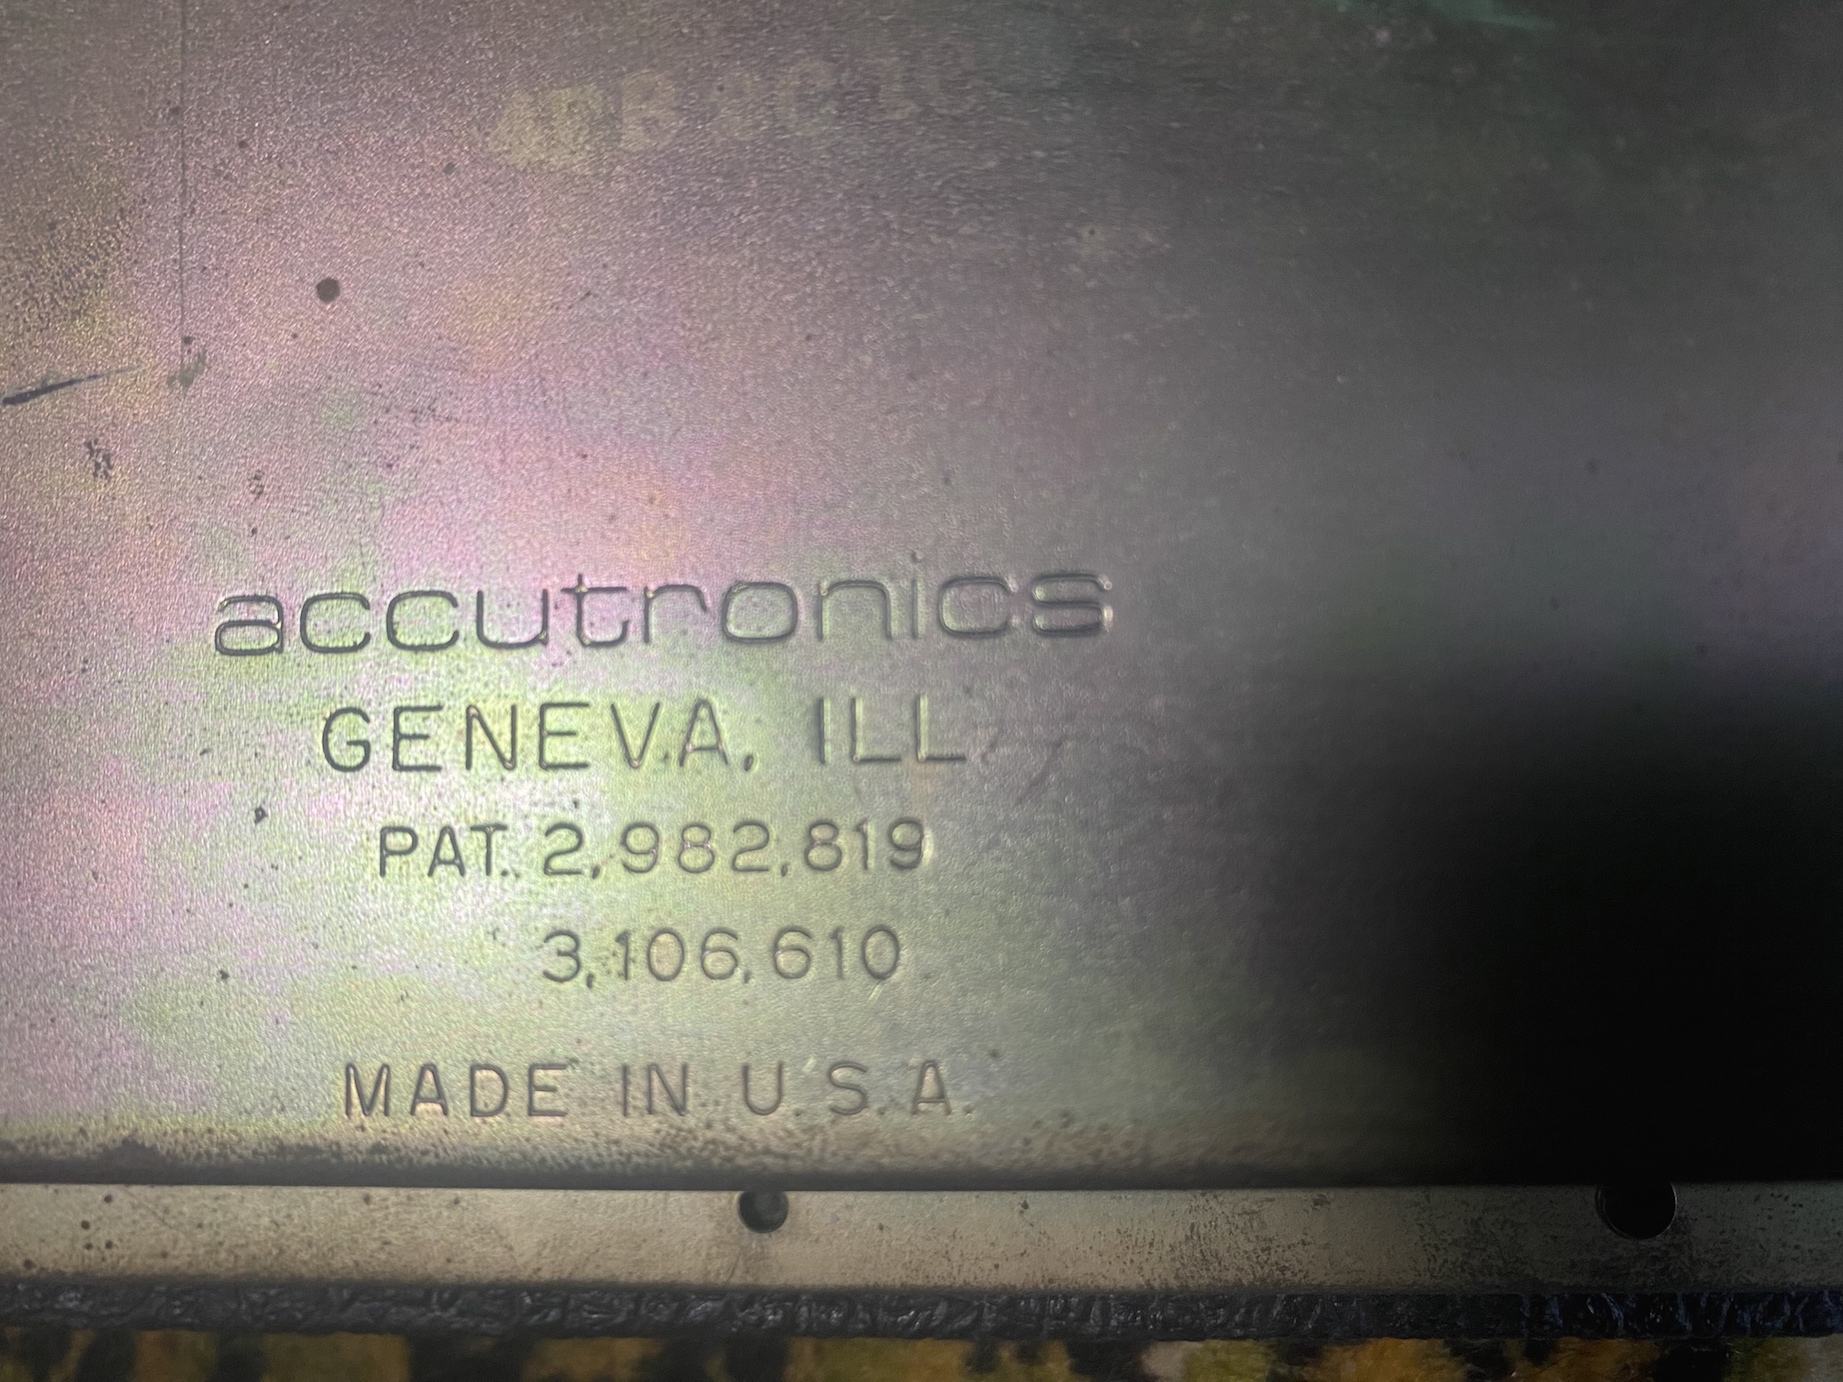 accutronics
GENEVA, ILL
PAT. 2,982,819
3,106,610
MADE IN U.S.A.